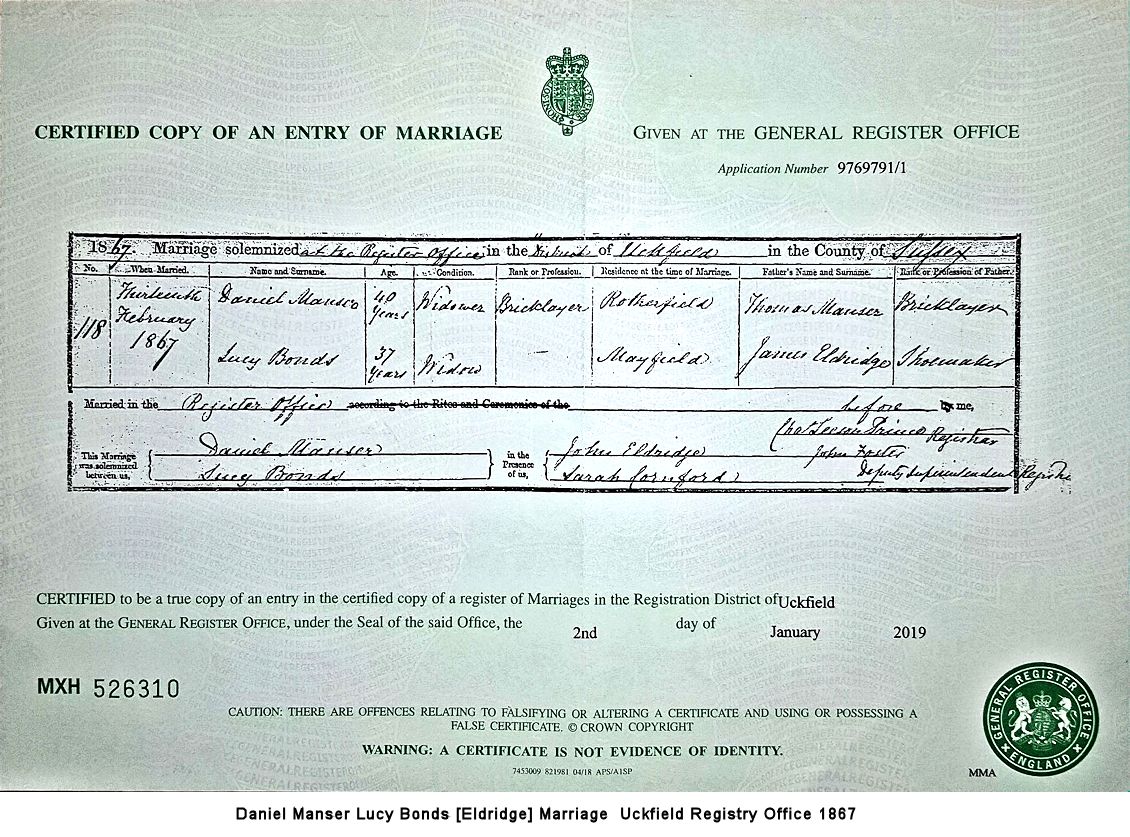 CERTIFIED COPY OF AN ENTRY OF MARRIAGE
GIVEN AT THE GENERAL REGISTER OFFICE
Application Number 9769791/1
1867. Marriage solemnized at the Register Office in the District of Uckfield in the County of Sussex
No. When Married. Name and Surname. Age. Condition. Rank or Profession. Residence at the time of Marriage. Father's Name and Surname. Rank or Profession of Father.
118 Thirteenth February 1867 Daniel Manser 40 Years Widower Bricklayer Rotherfield Thomas Manser Bricklayer
Lucy Bonds 37 Years Widow — Mayfield James Eldridge Shoemaker
Married in the Register Office according to the Rites and Ceremonies of the before by me,
This Marriage was solemnized between us, Daniel Manser Lucy Bonds
in the Presence of us, John Eldridge Sarah Cornford
Prince Registrar
John Foster
Deputy Superintendent Registrar
CERTIFIED to be a true copy of an entry in the certified copy of a register of Marriages in the Registration District of Uckfield
Given at the GENERAL REGISTER OFFICE, under the Seal of the said Office, the 2nd day of January 2019
MXH 526310
CAUTION: THERE ARE OFFENCES RELATING TO FALSIFYING OR ALTERING A CERTIFICATE AND USING OR POSSESSING A
FALSE CERTIFICATE. © CROWN COPYRIGHT
WARNING: A CERTIFICATE IS NOT EVIDENCE OF IDENTITY.
7453009 821981 04/18 APS/A1SP
MMA
GENERAL REGISTER OFFICE
ENGLAND
Daniel Manser Lucy Bonds [Eldridge] Marriage Uckfield Registry Office 1867